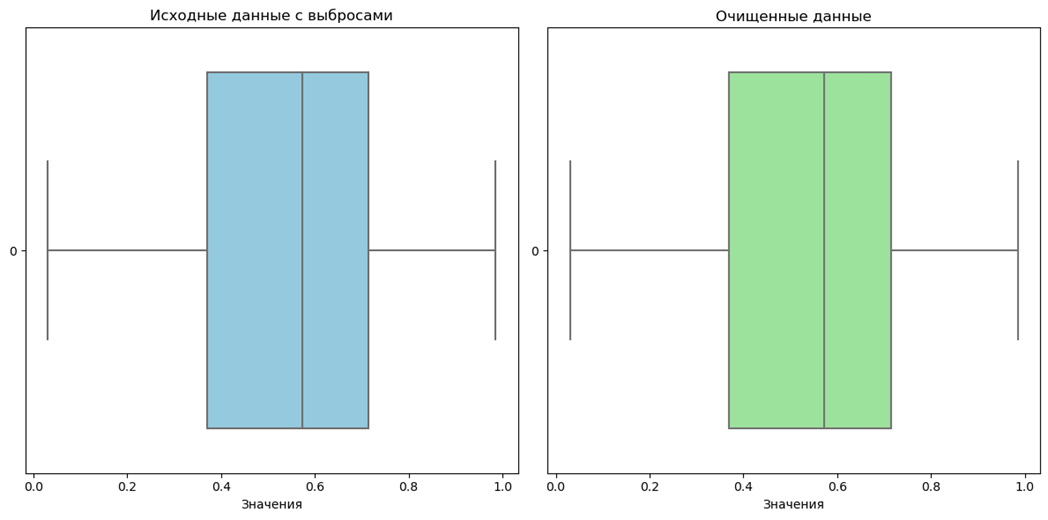 Исходные данные с выбросами
0
0.0 0.2 0.4 0.6 0.8 1.0
Значения
Очищенные данные
0
0.0 0.2 0.4 0.6 0.8 1.0
Значения